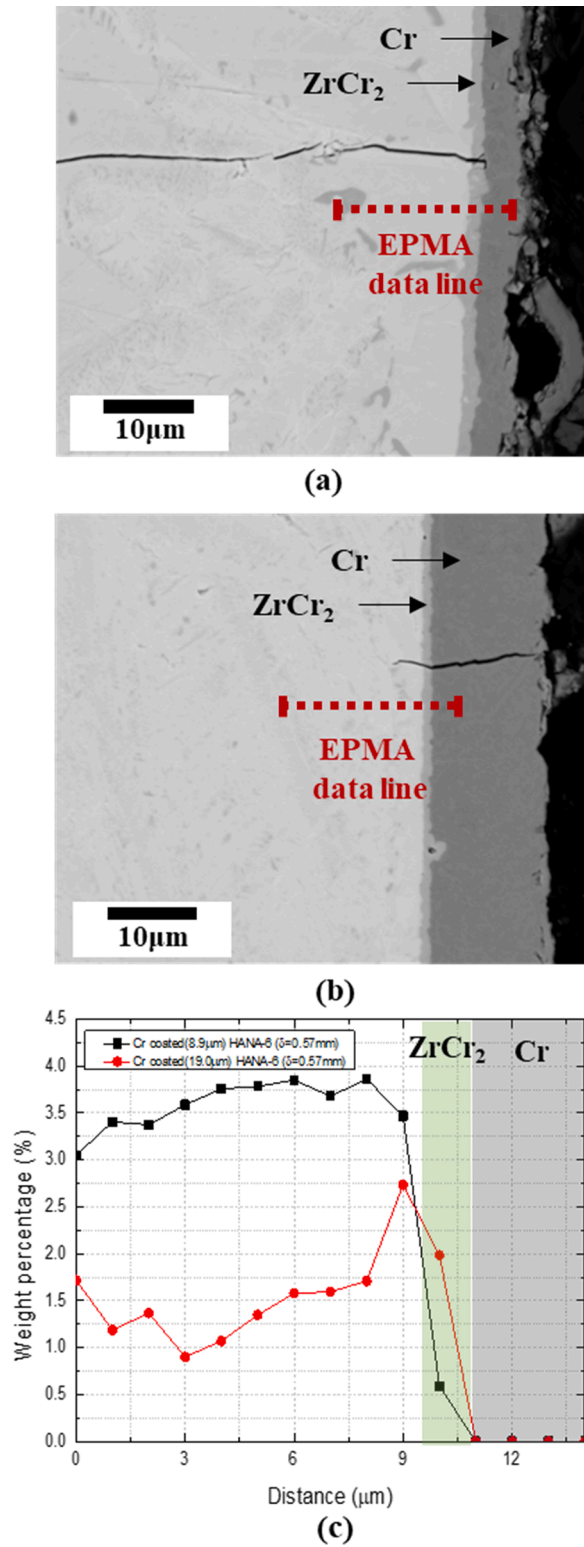 Cr
ZrCr₂
EPMA
data line
10μm
(a)
Cr
ZrCr₂
EPMA
data line
10μm
(b)
4.5
4.0
3.5
3.0
2.5
2.0
1.5
1.0
0.5
0.0
Weight percentage (%)
Cr coated(8.9μm) HANA-6 (δ=0.57mm)
Cr coated(19.0μm) HANA-6 (δ=0.57mm)
ZrCr₂
Cr
0 3 6 9 12
Distance (μm)
(c)